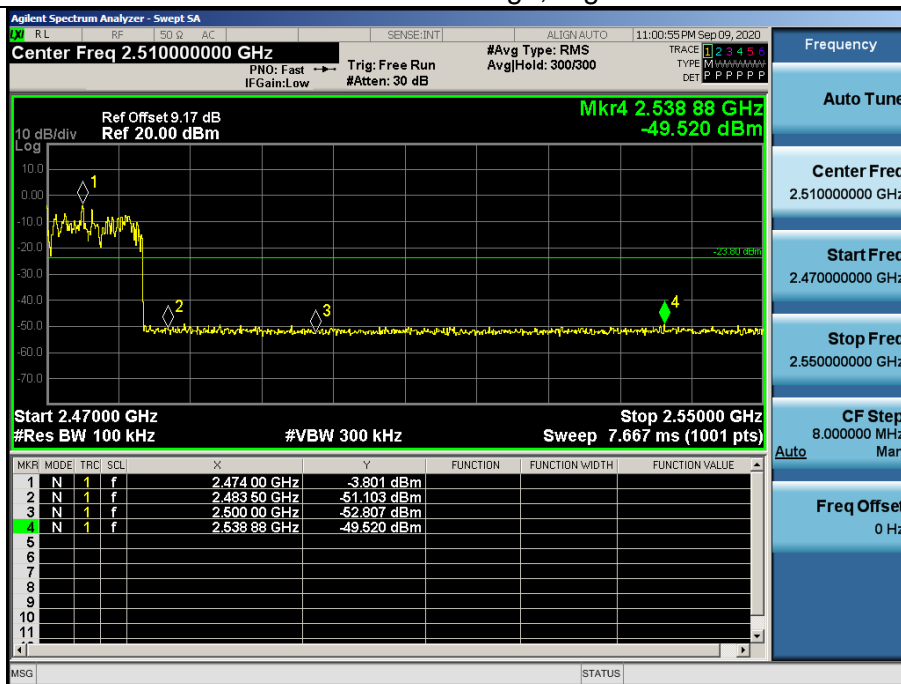 Agilent Spectrum Analyzer - Swept SA
LXI RL RF 50 Ω AC SENSE:INT ALIGN AUTO 11:00:55 PM Sep 09, 2020
Center Freq 2.510000000 GHz
PNO: Fast
IFGain:Low
Trig: Free Run
#Atten: 30 dB
#Avg Type: RMS
Avg|Hold: 300/300
TRACE 1 2 3 4 5 6
TYPE M
DET P P P P P P
Mkr4 2.538 88 GHz
-49.520 dBm
Ref Offset 9.17 dB
10 dB/div Ref 20.00 dBm
Log
10.0
0.00
-10.0
-20.0
-30.0
-40.0
-50.0
-60.0
-70.0
1
2
3
4
-23.80 dBm
Start 2.47000 GHz Stop 2.55000 GHz
#Res BW 100 kHz #VBW 300 kHz Sweep 7.667 ms (1001 pts)
MKR MODE TRC SCL X Y FUNCTION FUNCTION WIDTH FUNCTION VALUE
1 N 1 f 2.474 00 GHz -3.801 dBm
2 N 1 f 2.483 50 GHz -51.103 dBm
3 N 1 f 2.500 00 GHz -52.807 dBm
4 N 1 f 2.538 88 GHz -49.520 dBm
5
6
7
8
9
10
11
MSG STATUS
Frequency
Auto Tune
Center Freq
2.510000000 GHz
Start Freq
2.470000000 GHz
Stop Freq
2.550000000 GHz
CF Step
8.000000 MHz
Auto Man
Freq Offset
0 Hz